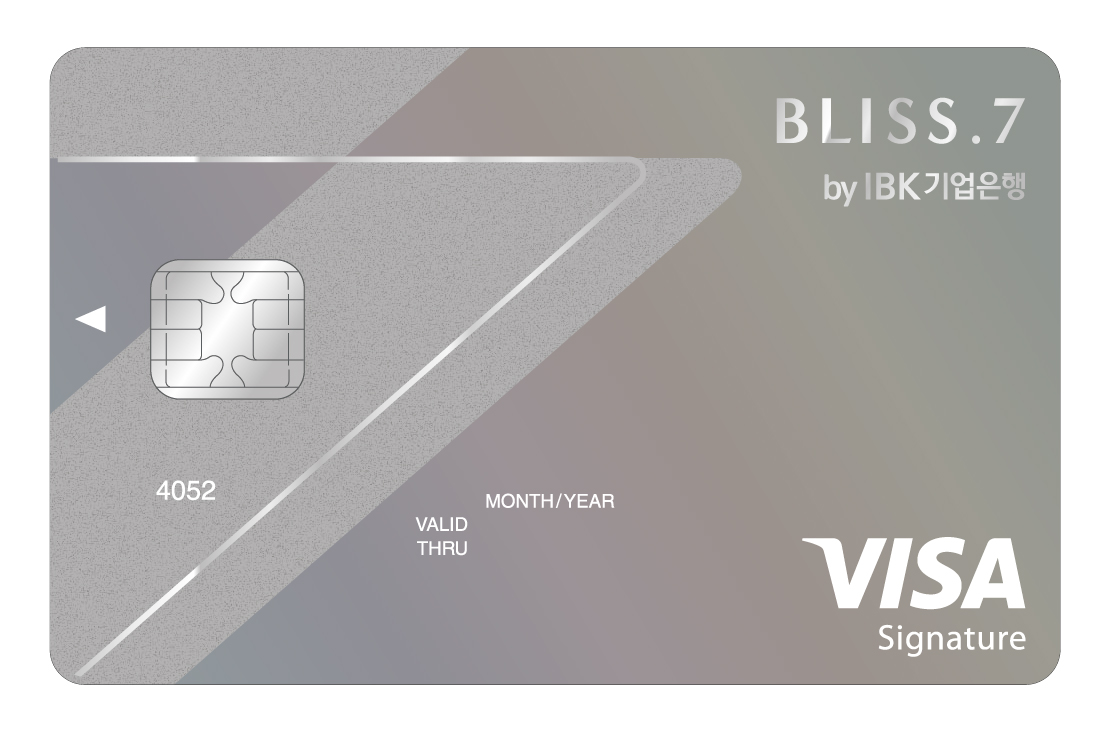 BLISS.7
by IBK기업은행
4052
MONTH/YEAR
VALID
THRU
VISA
Signature